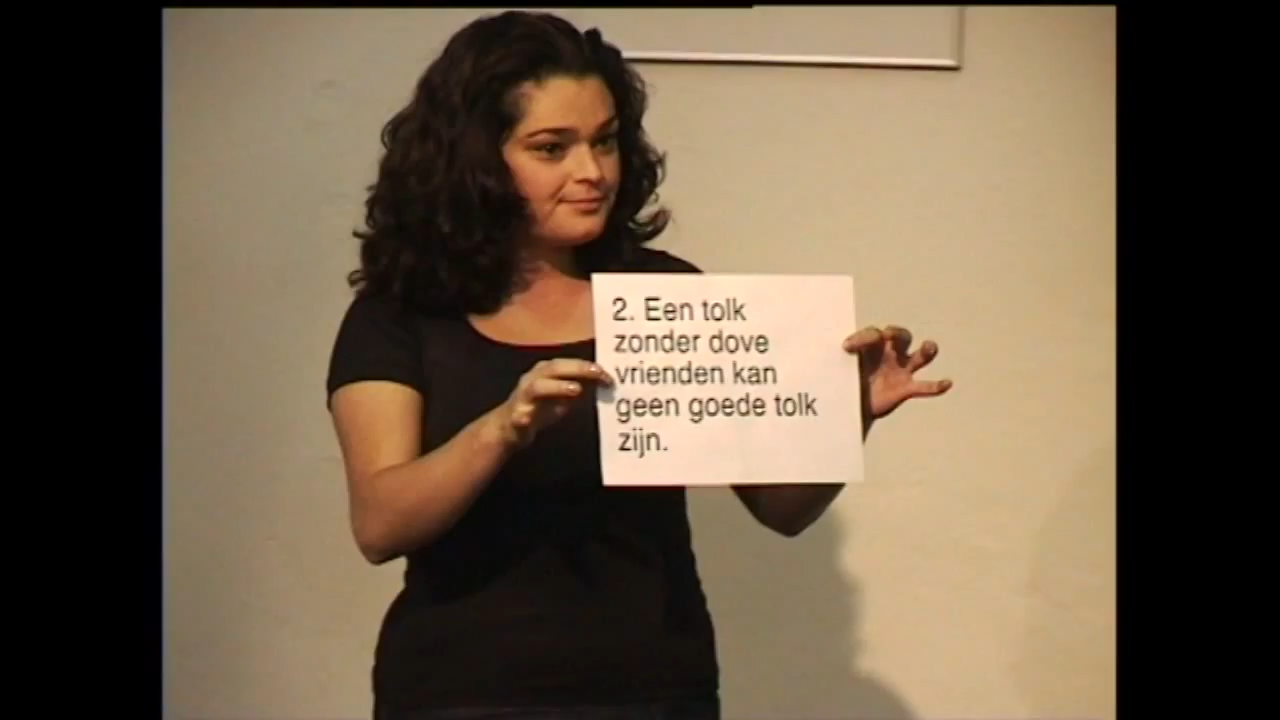 2. Een tolk
zonder dove
vrienden kan
geen goede tolk
zijn.